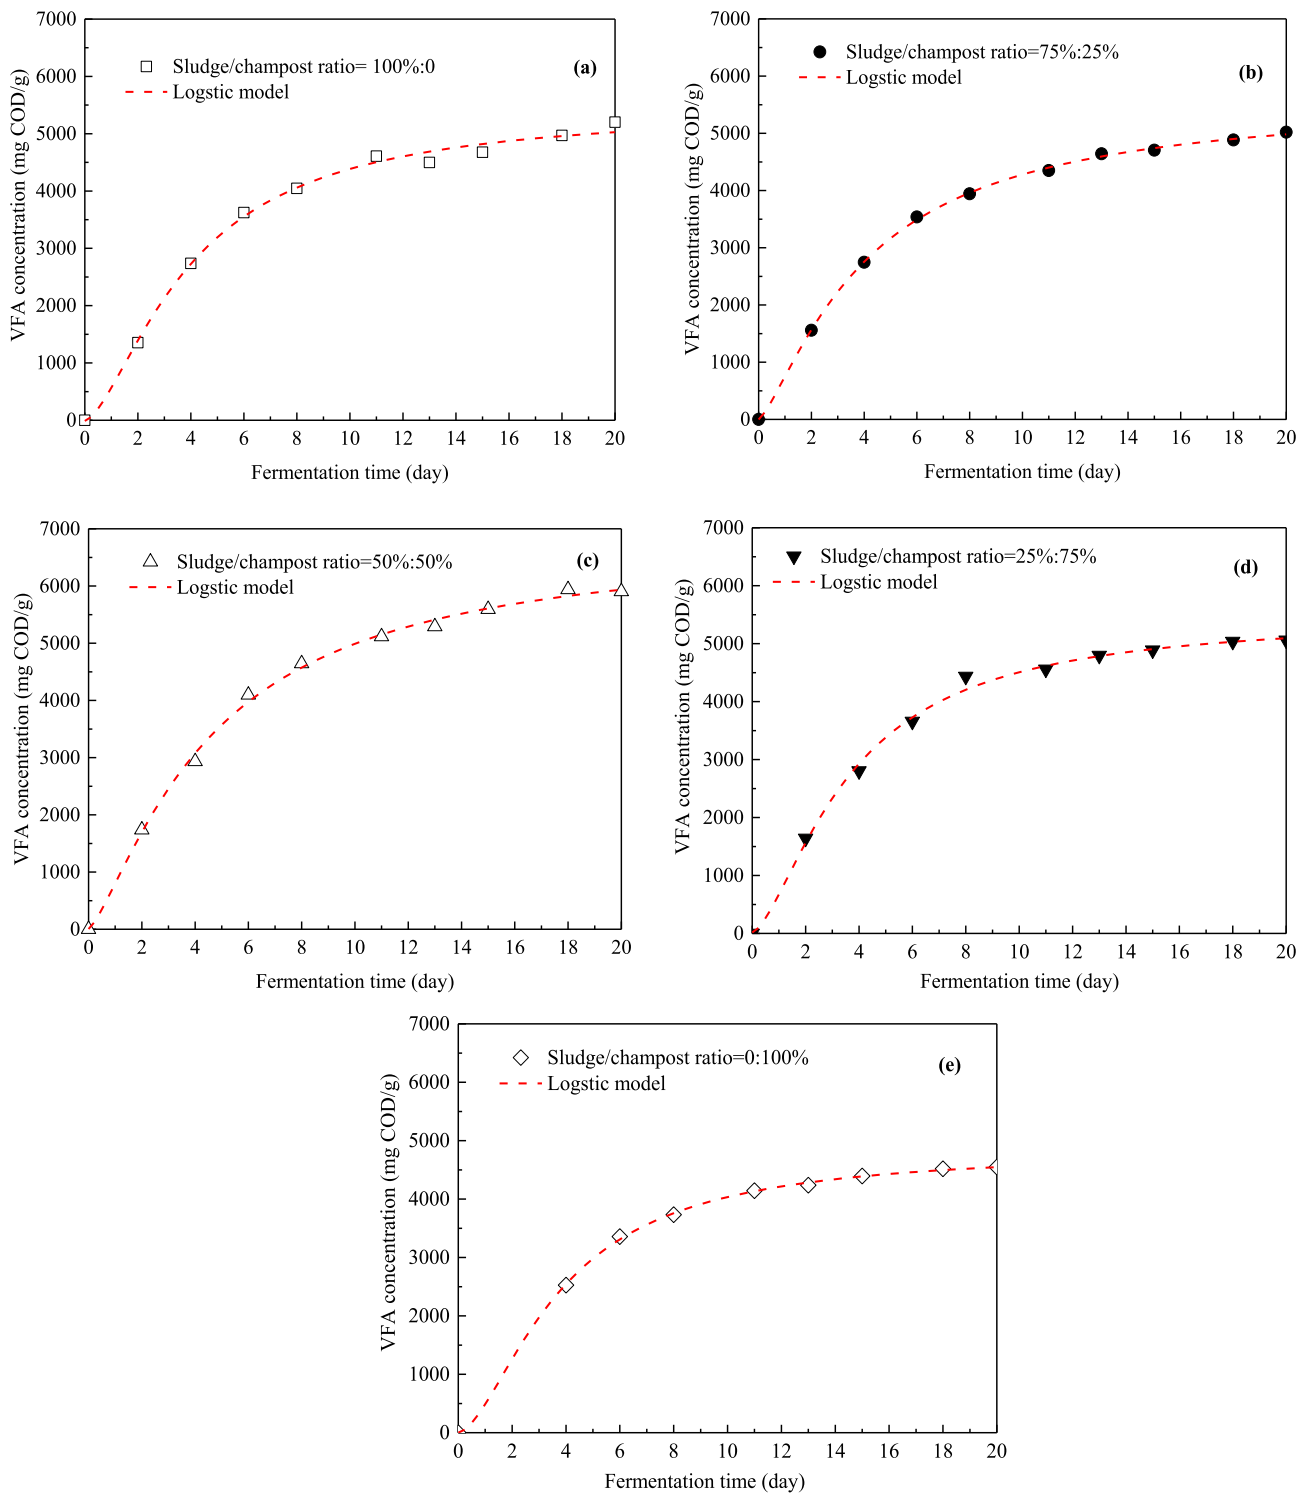 7000
6000
5000
4000
3000
2000
1000
0
VFA concentration (mg COD/g)
Sludge/champost ratio= 100%:0
Logstic model
(a)
0 2 4 6 8 10 12 14 16 18 20
Fermentation time (day)
7000
6000
5000
4000
3000
2000
1000
0
VFA concentration (mg COD/g)
Sludge/champost ratio=75%:25%
Logstic model
(b)
0 2 4 6 8 10 12 14 16 18 20
Fermentation time (day)
7000
6000
5000
4000
3000
2000
1000
0
VFA concentration (mg COD/g)
Sludge/champost ratio=50%:50%
Logstic model
(c)
0 2 4 6 8 10 12 14 16 18 20
Fermentation time (day)
7000
6000
5000
4000
3000
2000
1000
0
VFA concentration (mg COD/g)
Sludge/champost ratio=25%:75%
Logstic model
(d)
0 2 4 6 8 10 12 14 16 18 20
Fermentation time (day)
7000
6000
5000
4000
3000
2000
1000
0
VFA concentration (mg COD/g)
Sludge/champost ratio=0:100%
Logstic model
(e)
0 2 4 6 8 10 12 14 16 18 20
Fermentation time (day)